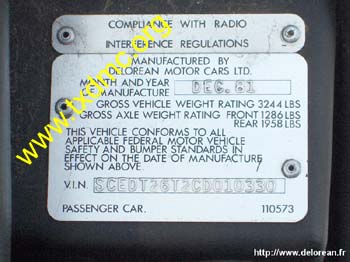 COMPLIANCE WITH RADIO
INTERFERENCE REGULATIONS
MANUFACTURED BY
DELOREAN MOTOR CARS LTD.
MONTH AND YEAR
OF MANUFACTURE DEC. 81
GROSS VEHICLE WEIGHT RATING 3244 LBS
GROSS AXLE WEIGHT RATING FRONT 1286 LBS
REAR 1958 LBS
THIS VEHICLE CONFORMS TO ALL
APPLICABLE FEDERAL MOTOR VEHICLE
SAFETY AND BUMPER STANDARDS IN
EFFECT ON THE DATE OF MANUFACTURE
SHOWN ABOVE.
V.I.N. SCEDT26T2CD010330
PASSENGER CAR. 110573
http://www.delorean.fr